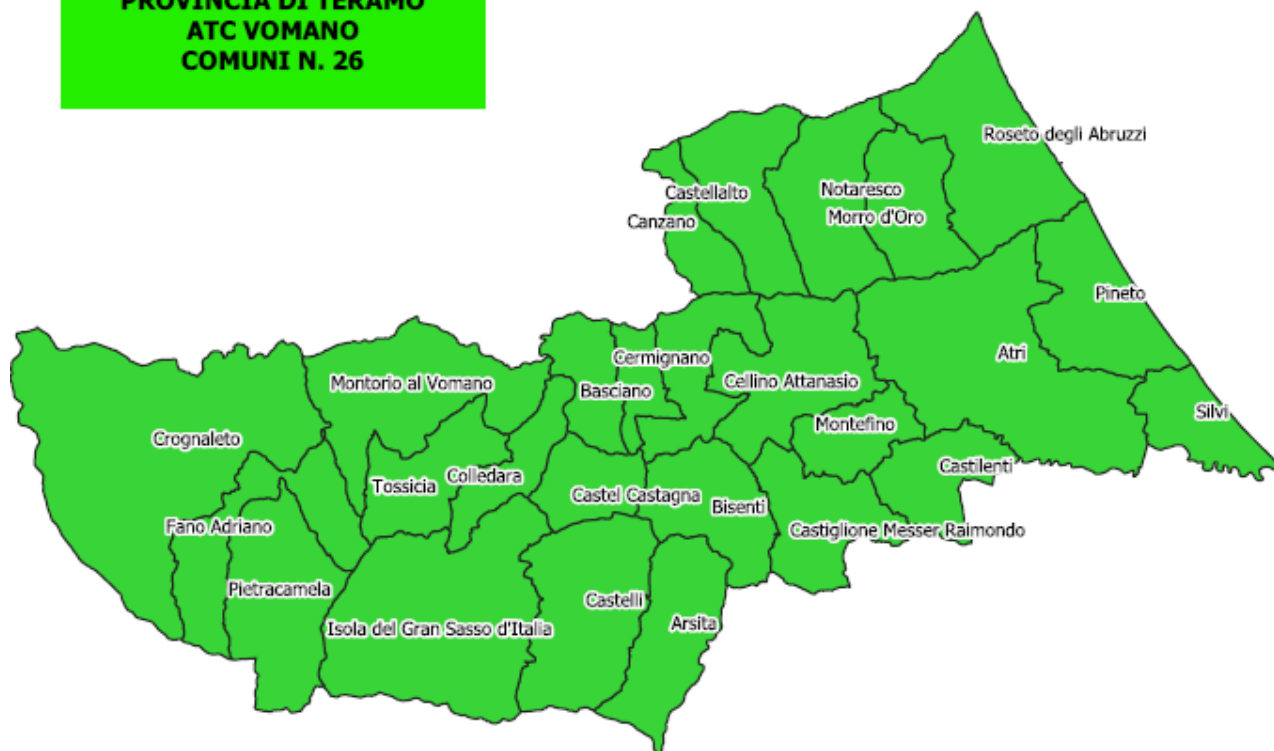 PROVINCIA DI TERAMO
ATC VOMANO
COMUNI N. 26
Roseto degli Abruzzi
Castellalto
Notaresco
Canzano
Morro d'Oro
Pineto
Atri
Cermignano
Montorio al Vomano
Basciano
Cellino Attanasio
Silvi
Montefino
Crognaleto
Castilenti
Colledara
Tossicia
Castel Castagna
Bisenti
Fano Adriano
Castiglione Messer Raimondo
Pietracamela
Castelli
Arsita
Isola del Gran Sasso d'Italia